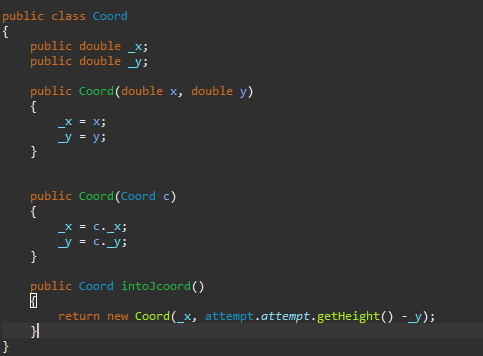 public class Coord
{
public double _x;
public double _y;
public Coord(double x, double y)
{
_x = x;
_y = y;
}
public Coord(Coord c)
{
_x = c._x;
_y = c._y;
}
public Coord intoJcoord()
{
return new Coord(_x, attempt.attempt.getHeight() -_y);
}
}